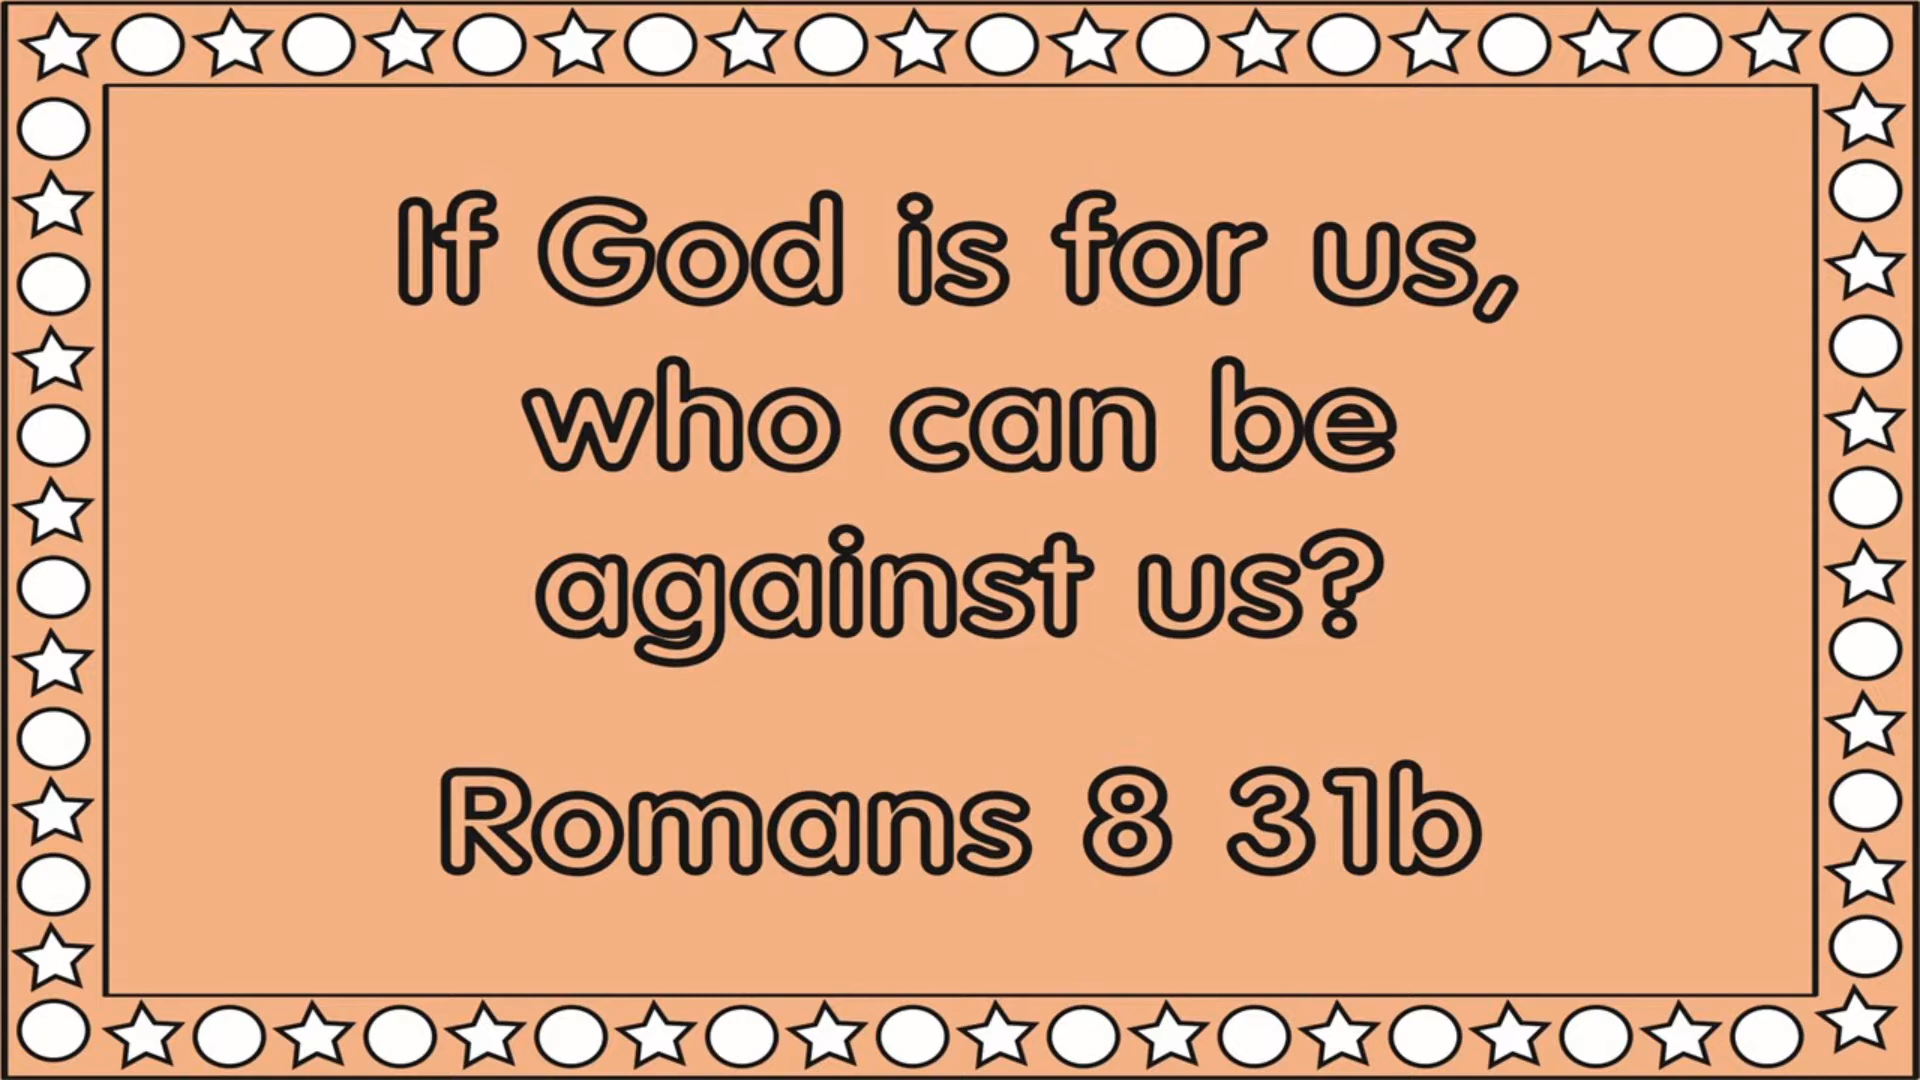 If God is for us,
who can be
against us?
Romans 8 31b